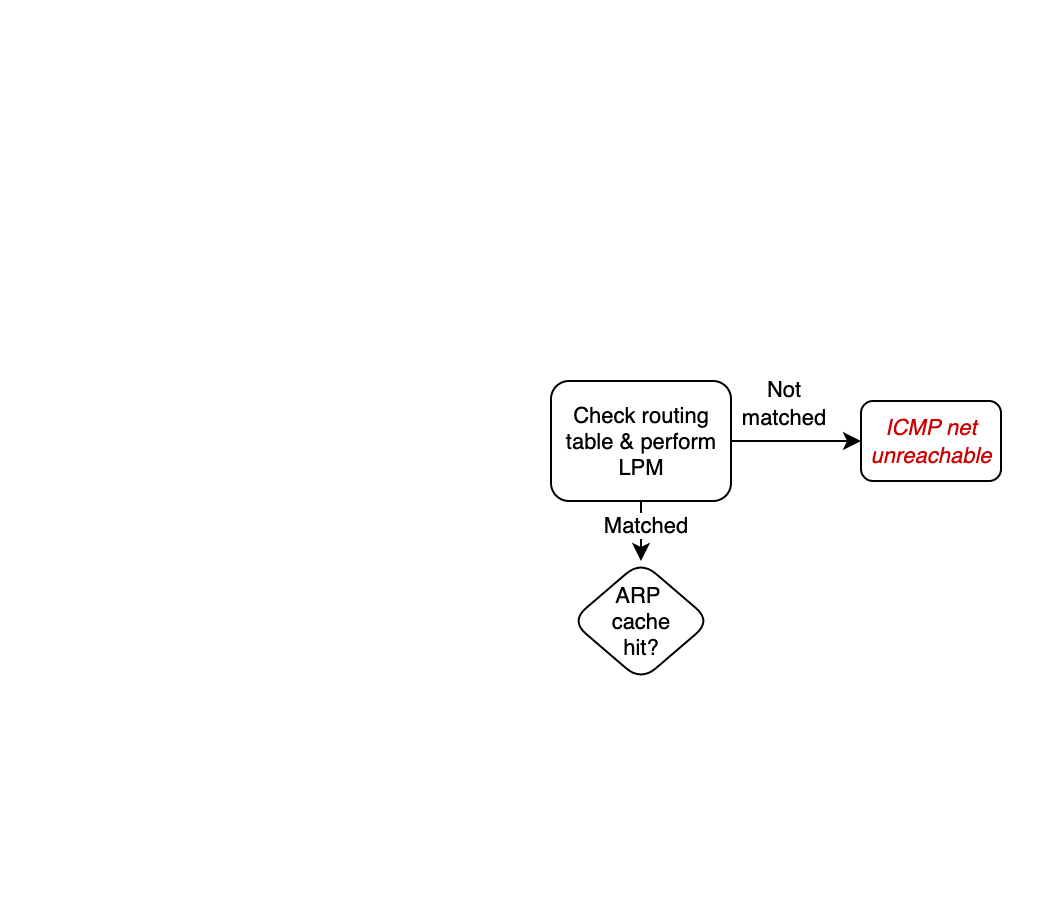 Check routing
table & perform
LPM
Not
matched
ICMP net
unreachable
Matched
ARP
cache
hit?